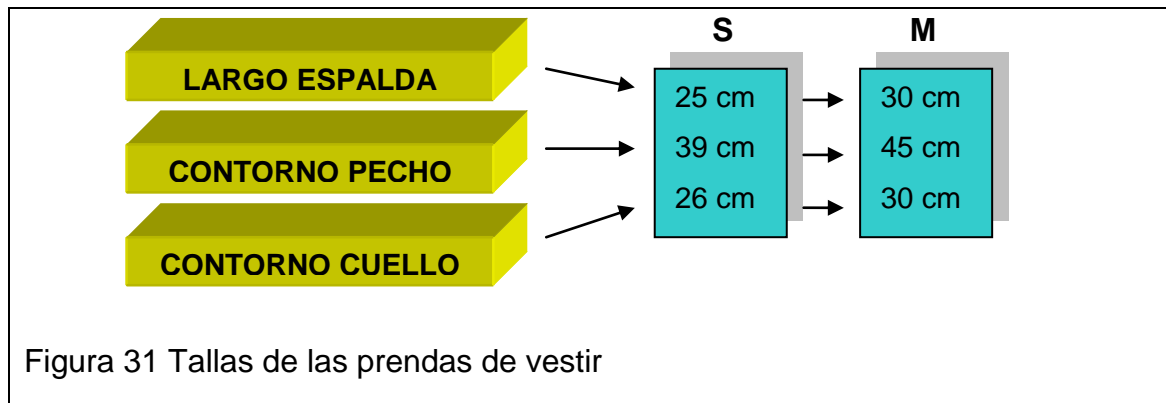 S M
LARGO ESPALDA 25 cm 30 cm
CONTORNO PECHO 39 cm 45 cm
CONTORNO CUELLO 26 cm 30 cm
Figura 31 Tallas de las prendas de vestir